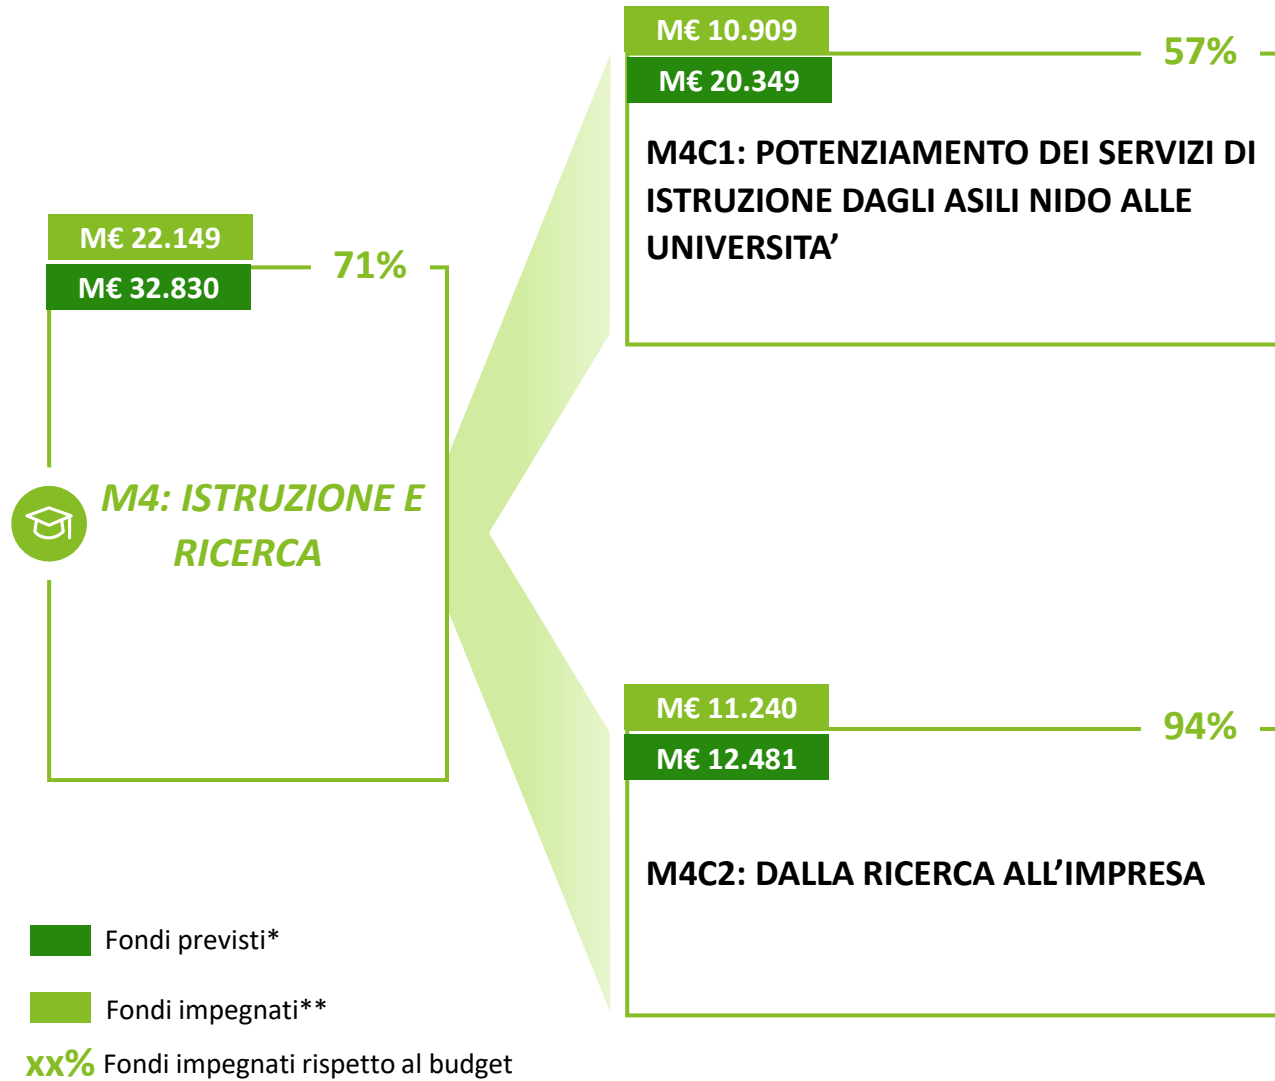 M€ 22.149
71%
M€ 32.830
M4: ISTRUZIONE E
RICERCA
M€ 10.909
57%
M€ 20.349
M4C1: POTENZIAMENTO DEI SERVIZI DI
ISTRUZIONE DAGLI ASILI NIDO ALLE
UNIVERSITA’
M€ 11.240
94%
M€ 12.481
M4C2: DALLA RICERCA ALL’IMPRESA
Fondi previsti*
Fondi impegnati**
xx% Fondi impegnati rispetto al budget